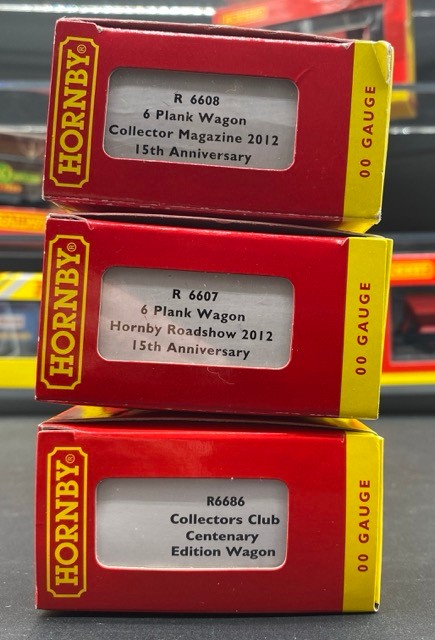 HORNBY®
R 6608
6 Plank Wagon
Collector Magazine 2012
15th Anniversary
00 GAUGE
HORNBY®
R 6607
6 Plank Wagon
Hornby Roadshow 2012
15th Anniversary
00 GAUGE
HORNBY®
R6686
Collectors Club
Centenary
Edition Wagon
00 GAUGE